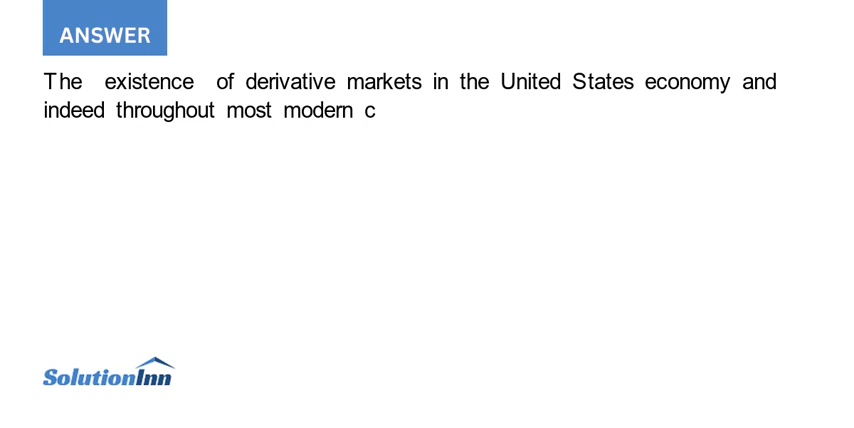 ANSWER
The existence of derivative markets in the United States economy and
indeed throughout most modern c
SolutionInn